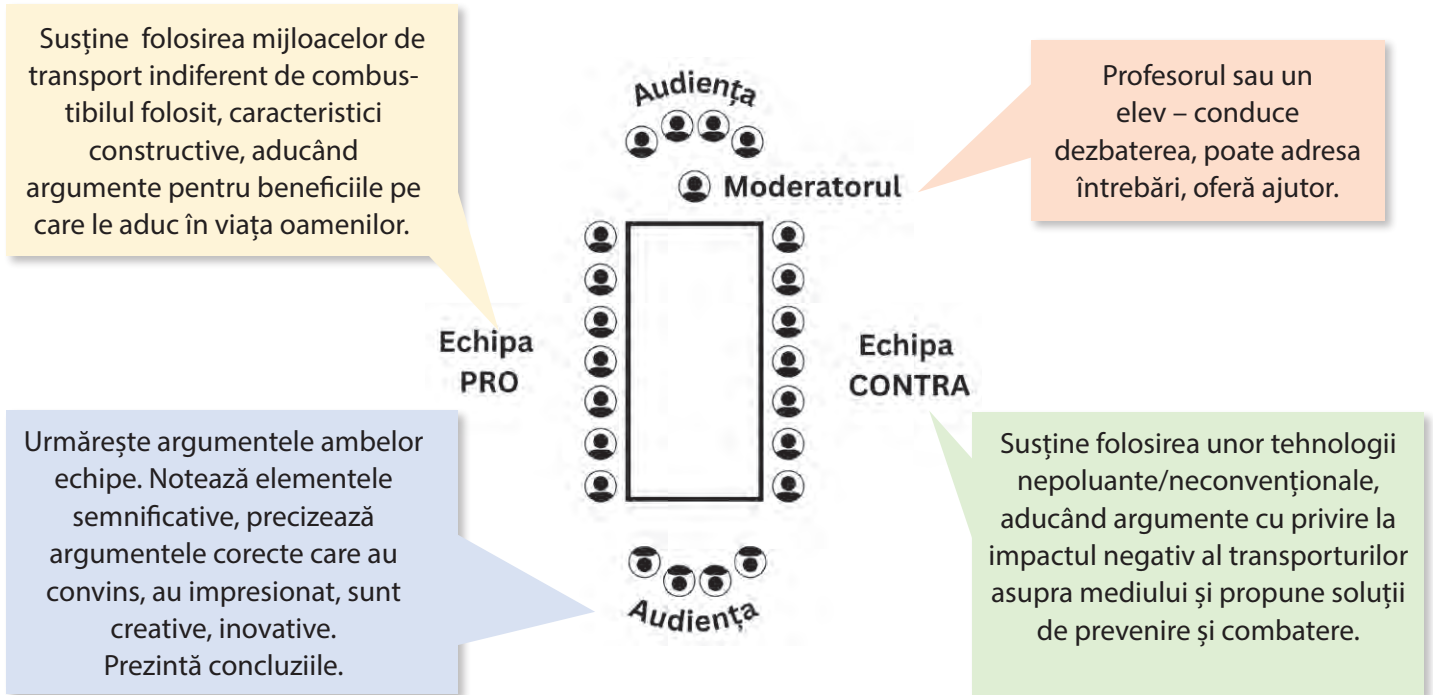 Susține folosirea mijloacelor de
transport indiferent de combus-
tibilul folosit, caracteristici
constructive, aducând
argumente pentru beneficiile pe
care le aduc în viața oamenilor.
Audiența
Moderatorul
Profesorul sau un
elev – conduce
dezbaterea, poate adresa
întrebări, oferă ajutor.
Echipa
PRO
Echipa
CONTRA
Urmărește argumentele ambelor
echipe. Notează elementele
semnificative, precizează
argumentele corecte care au
convins, au impresionat, sunt
creative, inovative.
Prezintă concluziile.
Audiența
Susține folosirea unor tehnologii
nepoluante/neconvenționale,
aducând argumente cu privire la
impactul negativ al transporturilor
asupra mediului și propune soluții
de prevenire și combatere.